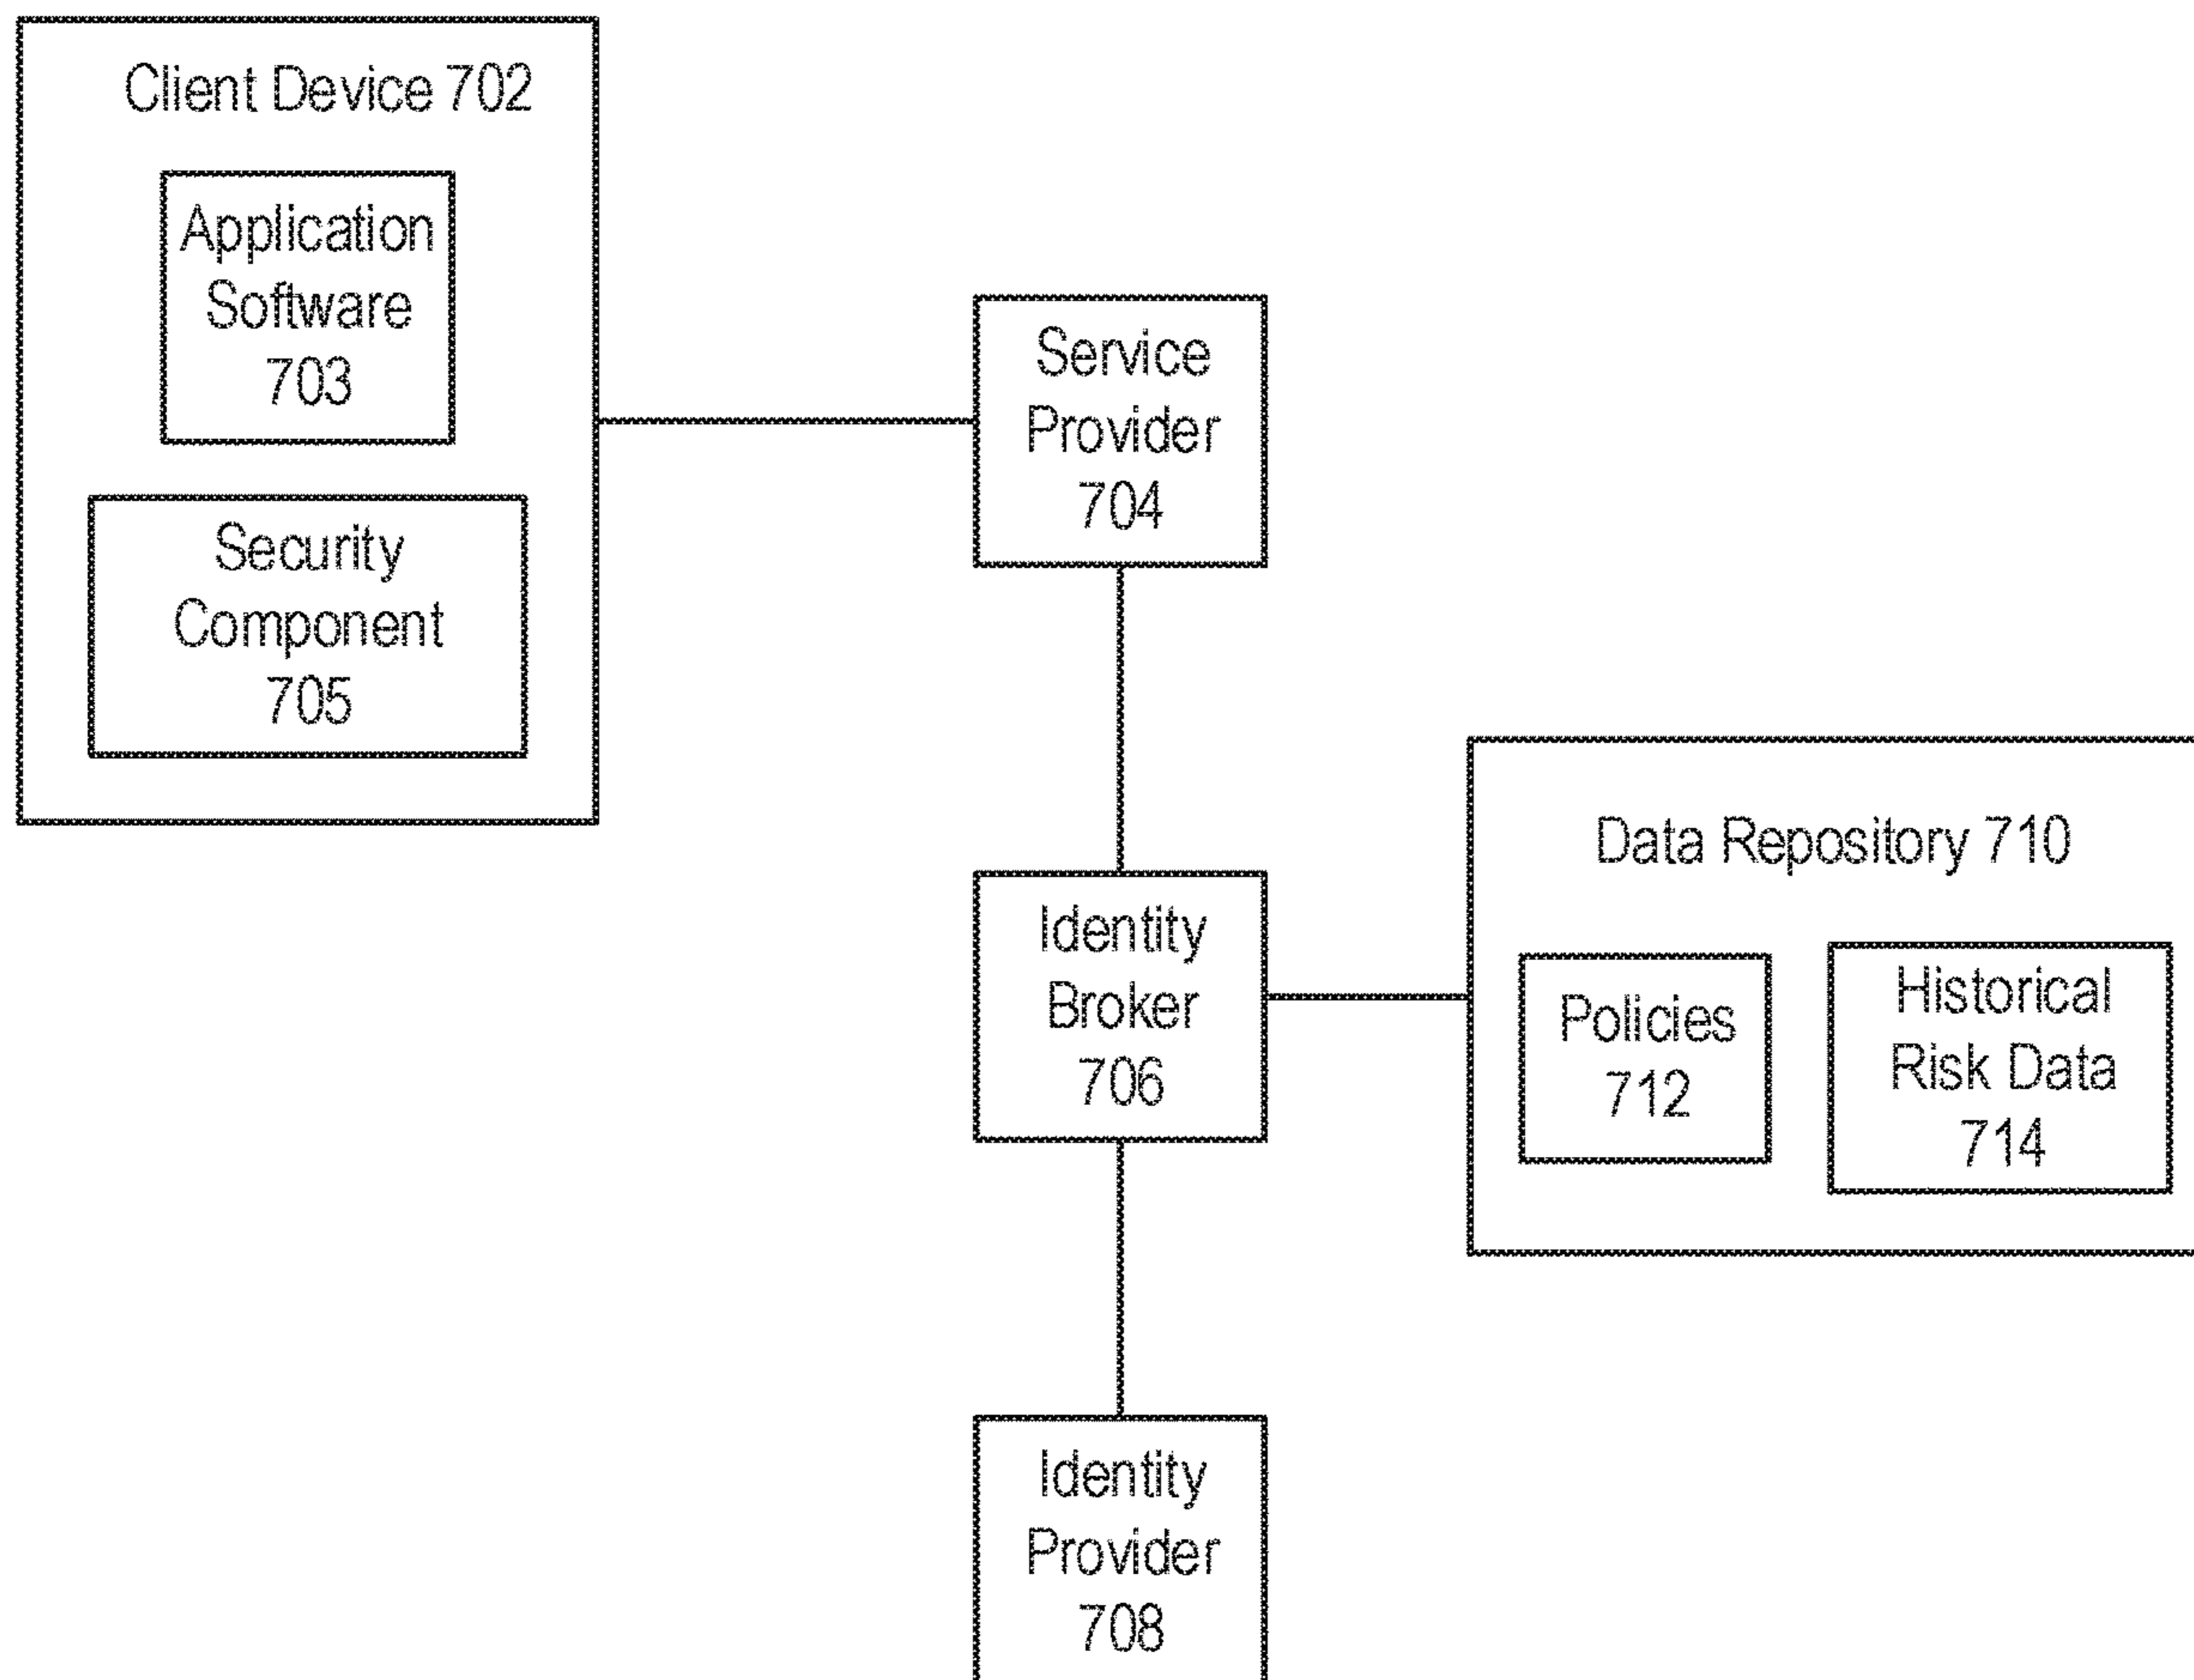 Client Device 702
Application
Software
703
Security
Component
705
Service
Provider
704
Identity
Broker
706
Data Repository 710
Policies
712
Historical
Risk Data
714
Identity
Provider
708